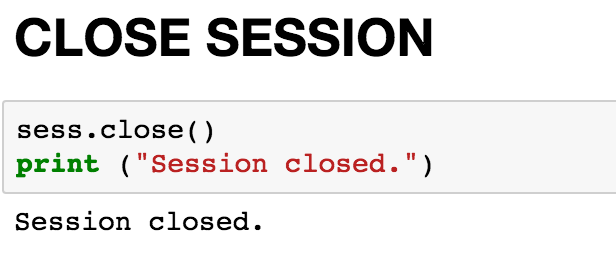 CLOSE SESSION
sess.close()
print ("Session closed.")
Session closed.